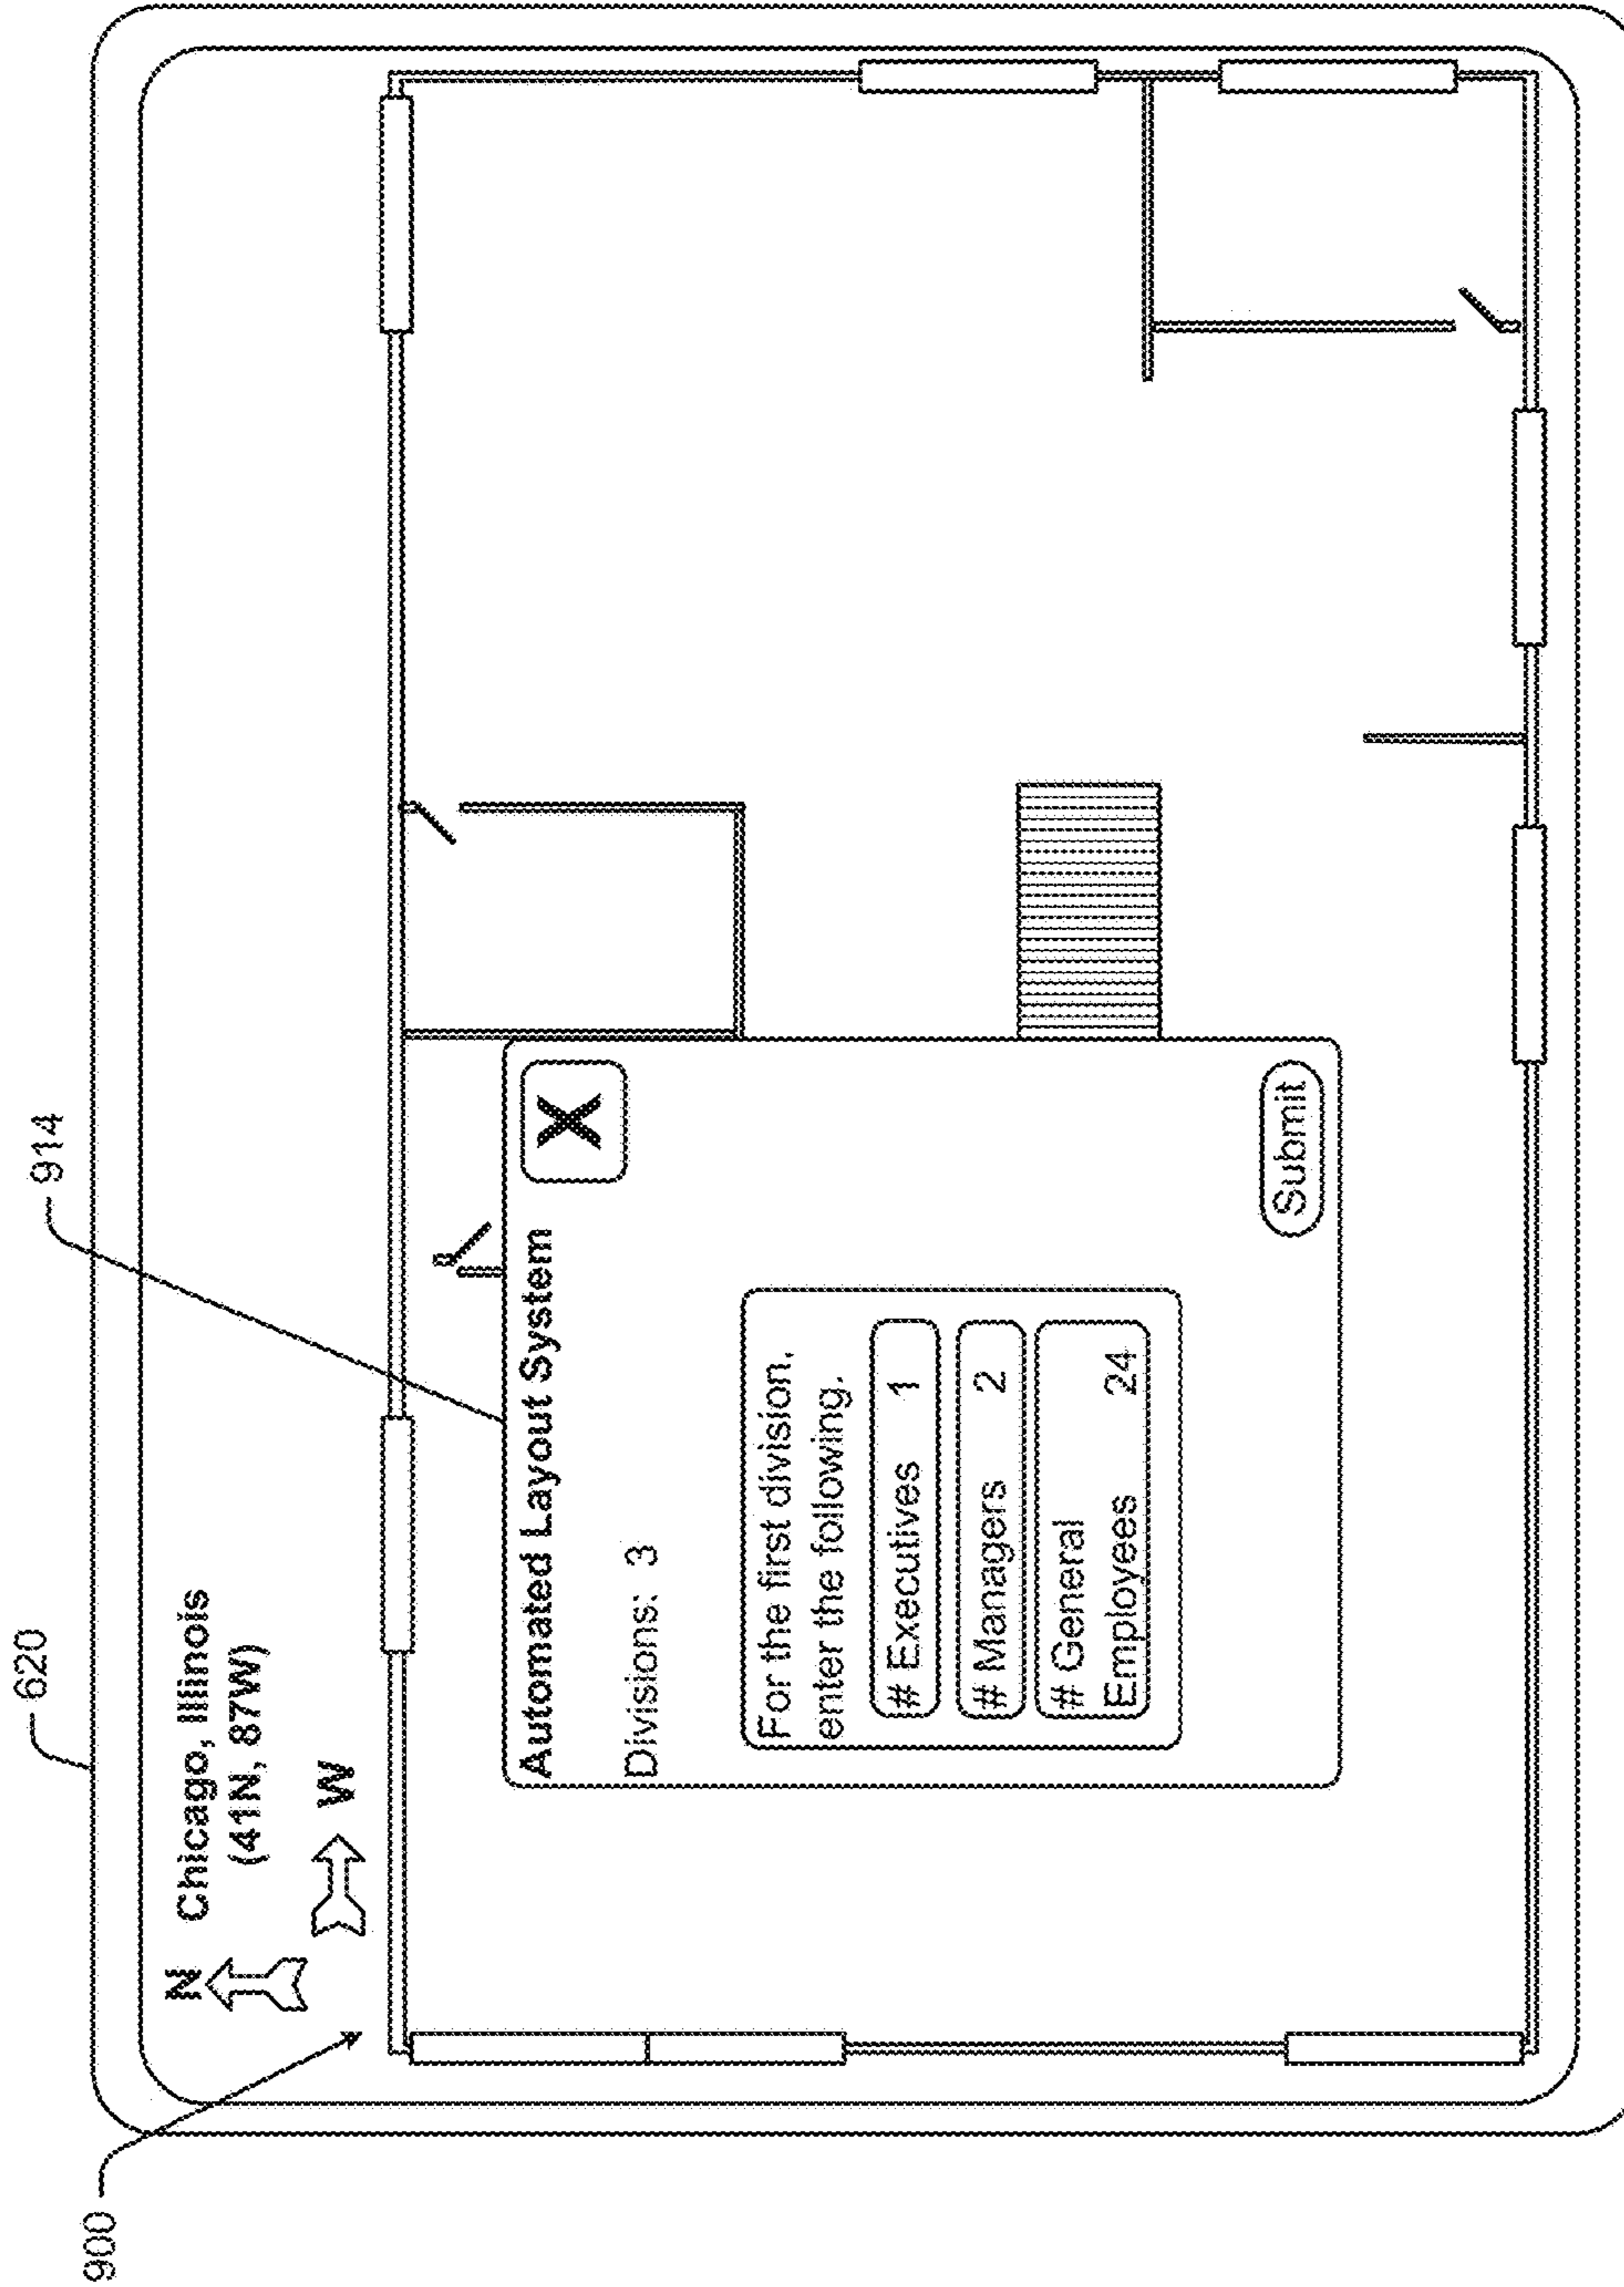 900
620
914
N Chicago, Illinois
(41N, 87W)
W
Automated Layout System X
Divisions: 3
For the first division,
enter the following.
# Executives 1
# Managers 2
# General
Employees 24
Submit